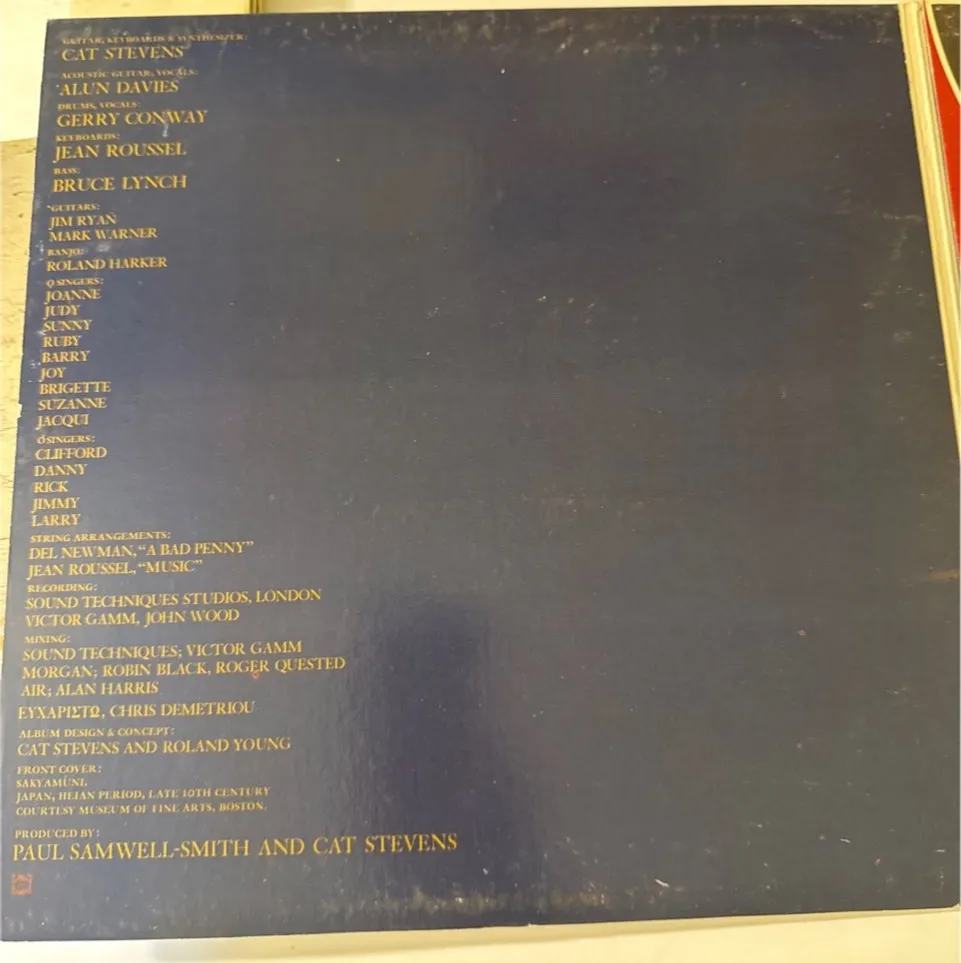 GUITAR, KEYBOARDS & SYNTHESIZER:
CAT STEVENS
ACOUSTIC GUITAR, VOCALS:
ALUN DAVIES
DRUMS, VOCALS:
GERRY CONWAY
KEYBOARDS:
JEAN ROUSSEL
BASS:
BRUCE LYNCH
GUITARS:
JIM RYAN
MARK WARNER
BANJO:
ROLAND HARKER
SINGERS:
JOANNE
JUDY
SUNNY
RUBY
BARRY
JOY
BRIGETTE
SUZANNE
JACQUI
SINGERS:
CLIFFORD
DANNY
RICK
JIMMY
LARRY
STRING ARRANGEMENTS:
DEL NEWMAN, “A BAD PENNY”
JEAN ROUSSEL, “MUSIC”
RECORDING:
SOUND TECHNIQUES STUDIOS, LONDON
VICTOR GAMM, JOHN WOOD
MIXING:
SOUND TECHNIQUES; VICTOR GAMM
MORGAN; ROBIN BLACK, ROGER QUESTED
AIR; ALAN HARRIS
ΕΥΧΑΡΙΣΤΩ, CHRIS DEMETRIOU
ALBUM DESIGN & CONCEPT:
CAT STEVENS AND ROLAND YOUNG
FRONT COVER:
SAKYAMUNI.
JAPAN, HEIAN PERIOD, LATE 10TH CENTURY
COURTESY MUSEUM OF FINE ARTS, BOSTON.
PRODUCED BY:
PAUL SAMWELL-SMITH AND CAT STEVENS